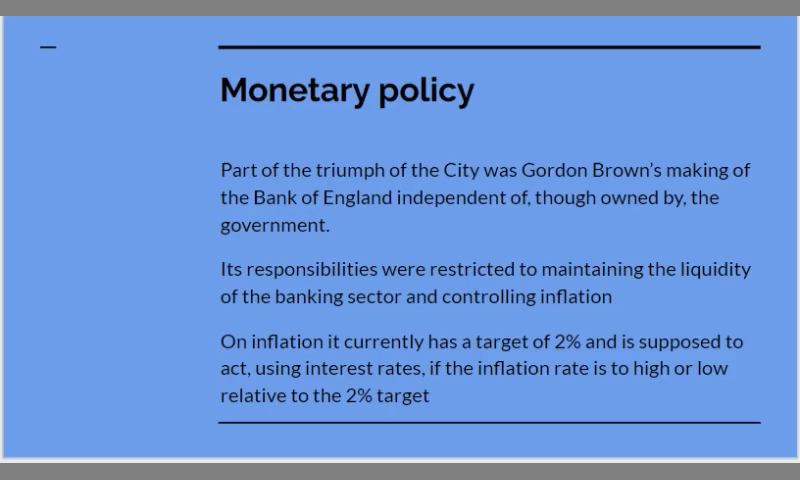 Monetary policy
Part of the triumph of the City was Gordon Brown’s making of
the Bank of England independent of, though owned by, the
government.
Its responsibilities were restricted to maintaining the liquidity
of the banking sector and controlling inflation
On inflation it currently has a target of 2% and is supposed to
act, using interest rates, if the inflation rate is to high or low
relative to the 2% target